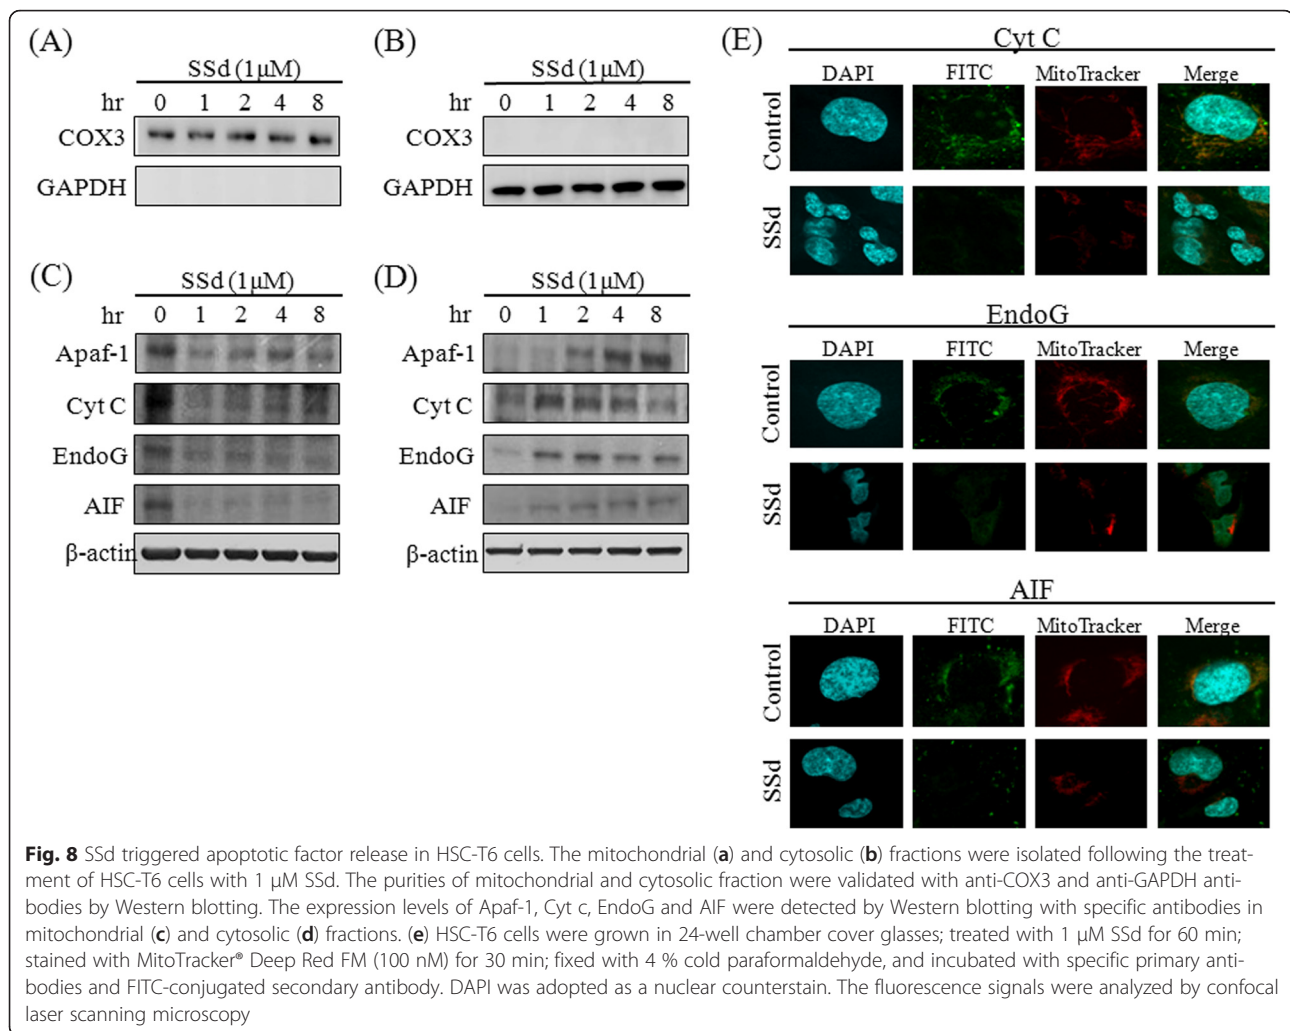 (A)
SSd (1μM)
hr 0 1 2 4 8
COX3
GAPDH
(B)
SSd (1μM)
hr 0 1 2 4 8
COX3
GAPDH
(C)
SSd (1μM)
hr 0 1 2 4 8
Apaf-1
Cyt C
EndoG
AIF
β-actin
(D)
SSd (1μM)
hr 0 1 2 4 8
Apaf-1
Cyt C
EndoG
AIF
β-actin
(E)
Cyt C
DAPI FITC MitoTracker Merge
Control
SSd
EndoG
DAPI FITC MitoTracker Merge
Control
SSd
AIF
DAPI FITC MitoTracker Merge
Control
SSd
Fig. 8 SSd triggered apoptotic factor release in HSC-T6 cells. The mitochondrial (a) and cytosolic (b) fractions were isolated following the treat-
ment of HSC-T6 cells with 1 μM SSd. The purities of mitochondrial and cytosolic fraction were validated with anti-COX3 and anti-GAPDH anti-
bodies by Western blotting. The expression levels of Apaf-1, Cyt c, EndoG and AIF were detected by Western blotting with specific antibodies in
mitochondrial (c) and cytosolic (d) fractions. (e) HSC-T6 cells were grown in 24-well chamber cover glasses; treated with 1 μM SSd for 60 min;
stained with MitoTracker® Deep Red FM (100 nM) for 30 min; fixed with 4 % cold paraformaldehyde, and incubated with specific primary anti-
bodies and FITC-conjugated secondary antibody. DAPI was adopted as a nuclear counterstain. The fluorescence signals were analyzed by confocal
laser scanning microscopy